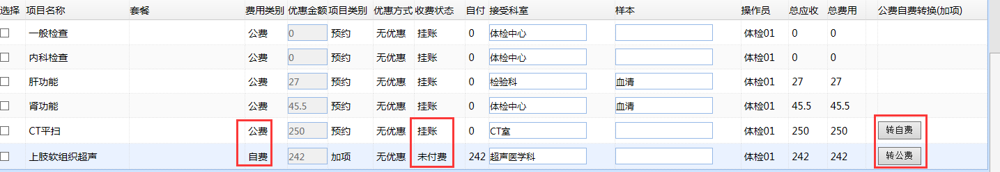 选择 项目名称 套餐 费用类别 优惠金额 项目类别 优惠方式 收费状态 自付 接受科室 样本 操作员 总应收 总费用 公费自费转换(加项)
一般检查 公费 0 预约 无优惠 挂账 0 体检中心 体检01 0 0
内科检查 公费 0 预约 无优惠 挂账 0 体检中心 体检01 0 0
肝功能 公费 27 预约 无优惠 挂账 0 检验科 血清 体检01 27 27
肾功能 公费 45.5 预约 无优惠 挂账 0 体检中心 血清 体检01 45.5 45.5
CT平扫 公费 250 预约 无优惠 挂账 0 CT室 体检01 250 250 转自费
上肢软组织超声 自费 242 加项 无优惠 未付费 242 超声医学科 体检01 242 242 转公费